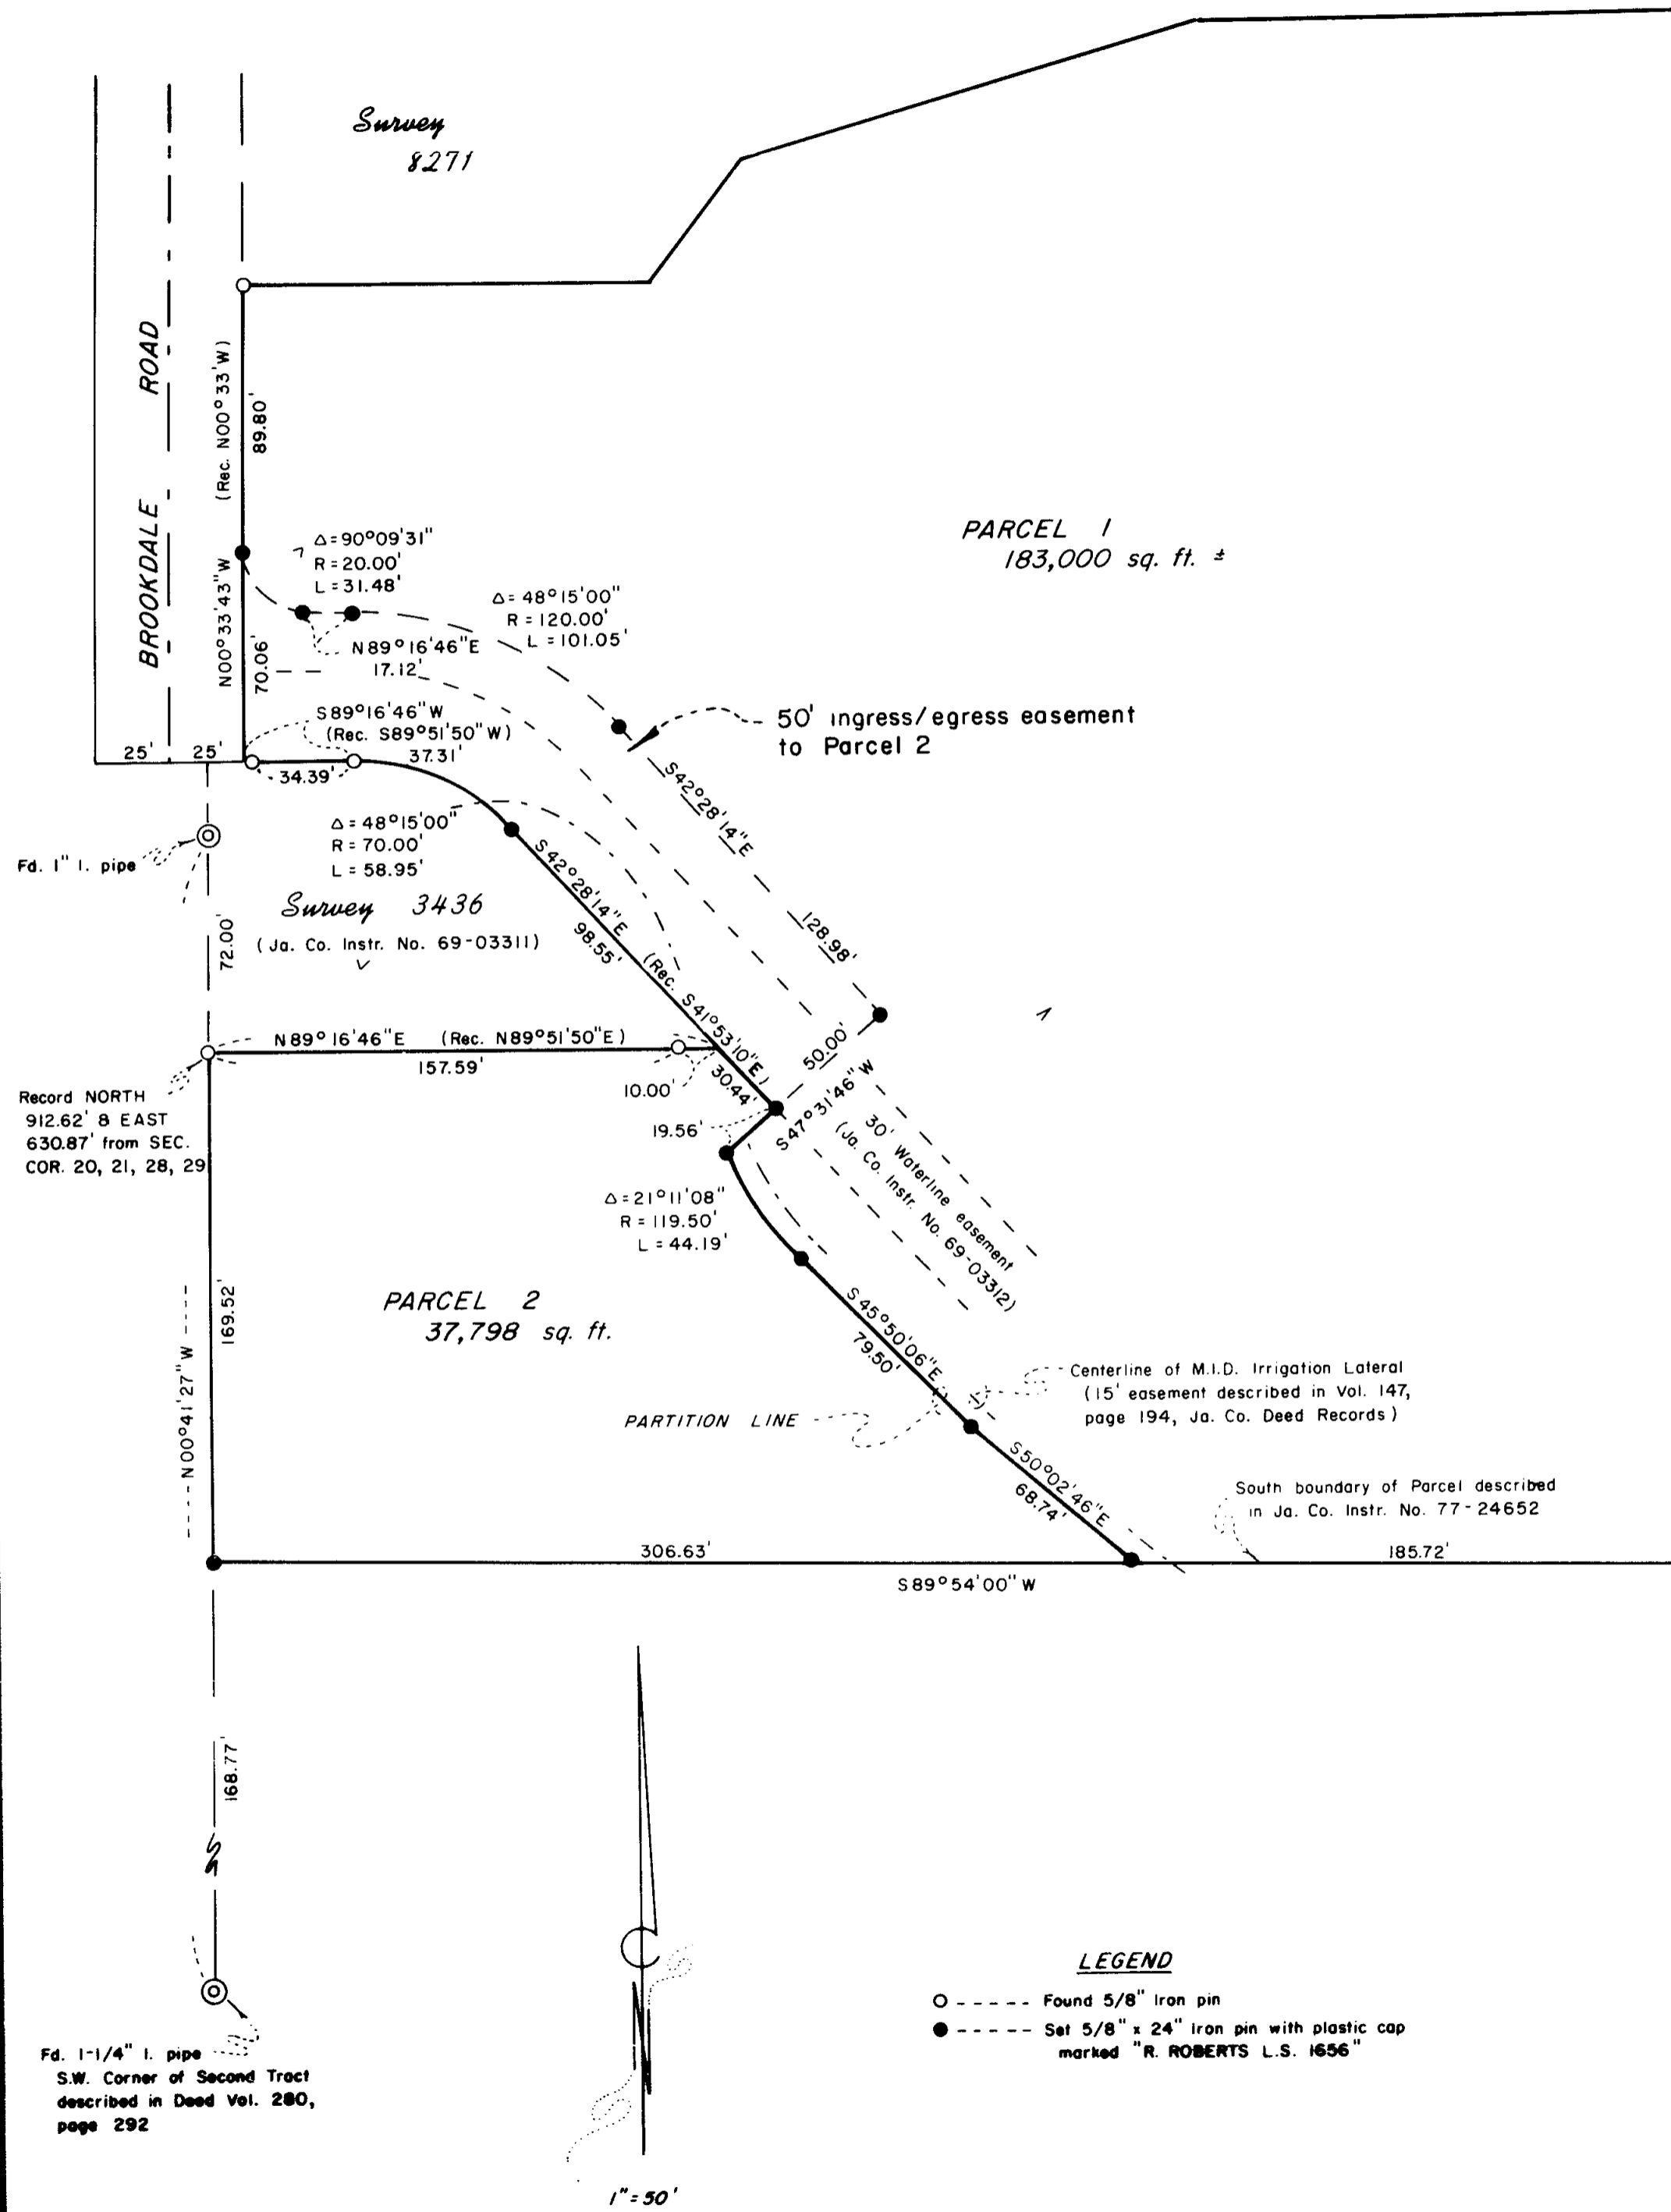 Survey
8271
BROOKDALE ROAD
(Rec. N00°33'W)
89.80'
N00°33'43"W
70.06'
Δ=90°09'31"
R=20.00'
L=31.48'
Δ=48°15'00"
R=120.00'
L=101.05'
N89°16'46"E
17.12'
PARCEL 1
183,000 sq. ft. ±
S89°16'46"W
(Rec. S89°51'50"W)
37.31'
34.39'
25'
25'
50' ingress/egress easement
to Parcel 2
S42°28'14"E
128.98'
Fd. 1" I. pipe
Δ=48°15'00"
R=70.00'
L=58.95'
Survey 3436
(Ja. Co. Instr. No. 69-03311)
72.00'
S42°28'14"E (Rec. S41°53'10"E)
98.55'
30.44'
N89°16'46"E (Rec. N89°51'50"E)
157.59'
10.00'
50.00'
S47°31'46"W
19.56'
Record NORTH
912.62' 8 EAST
630.87' from SEC.
COR. 20, 21, 28, 29
30' Waterline easement
(Ja. Co. Instr. No. 69-03312)
Δ=21°11'08"
R=119.50'
L=44.19'
PARCEL 2
37,798 sq. ft.
169.52'
N00°41'27"W
S45°50'06"E
79.50'
PARTITION LINE
Centerline of M.I.D. Irrigation Lateral
(15' easement described in Vol. 147,
page 194, Ja. Co. Deed Records)
S50°02'46"E
68.74'
South boundary of Parcel described
in Ja. Co. Instr. No. 77-24652
306.63'
185.72'
S89°54'00"W
168.77'
N
Fd. 1-1/4" I. pipe
S.W. Corner of Second Tract
described in Deed Vol. 280,
page 292
LEGEND
Found 5/8" Iron pin
Set 5/8" x 24" Iron pin with plastic cap
marked "R. ROBERTS L.S. 1656"
1"=50'